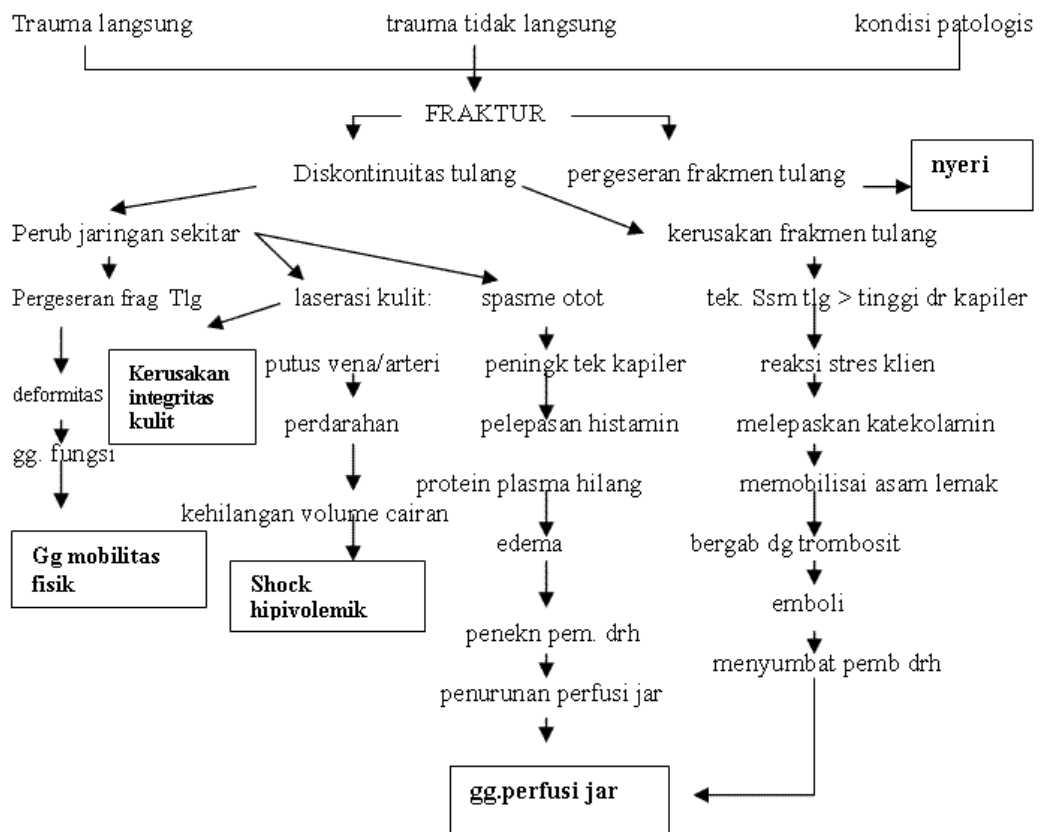 Trauma langsung trauma tidak langsung kondisi patologis
FRAKTUR
Diskontinuitas tulang pergeseran frakmen tulang nyeri
Perub jaringan sekitar kerusakan frakmen tulang
Pergeseran frag Tlg laserasi kulit: spasme otot tek. Ssm tlg > tinggi dr kapiler
putus vena/arteri peningk tek kapiler reaksi stres klien
deformitas Kerusakan
integritas
kulit
perdarahan pelepasan histamin melepaskan katekolamin
gg. fungsi
protein plasma hilang memobilisai asam lemak
kehilangan volume cairan
edema bergab dg trombosit
Gg mobilitas
fisik
Shock
hipivolemik
emboli
penekn pem. drh
menyumbat pemb drh
penurunan perfusi jar
gg.perfusi jar